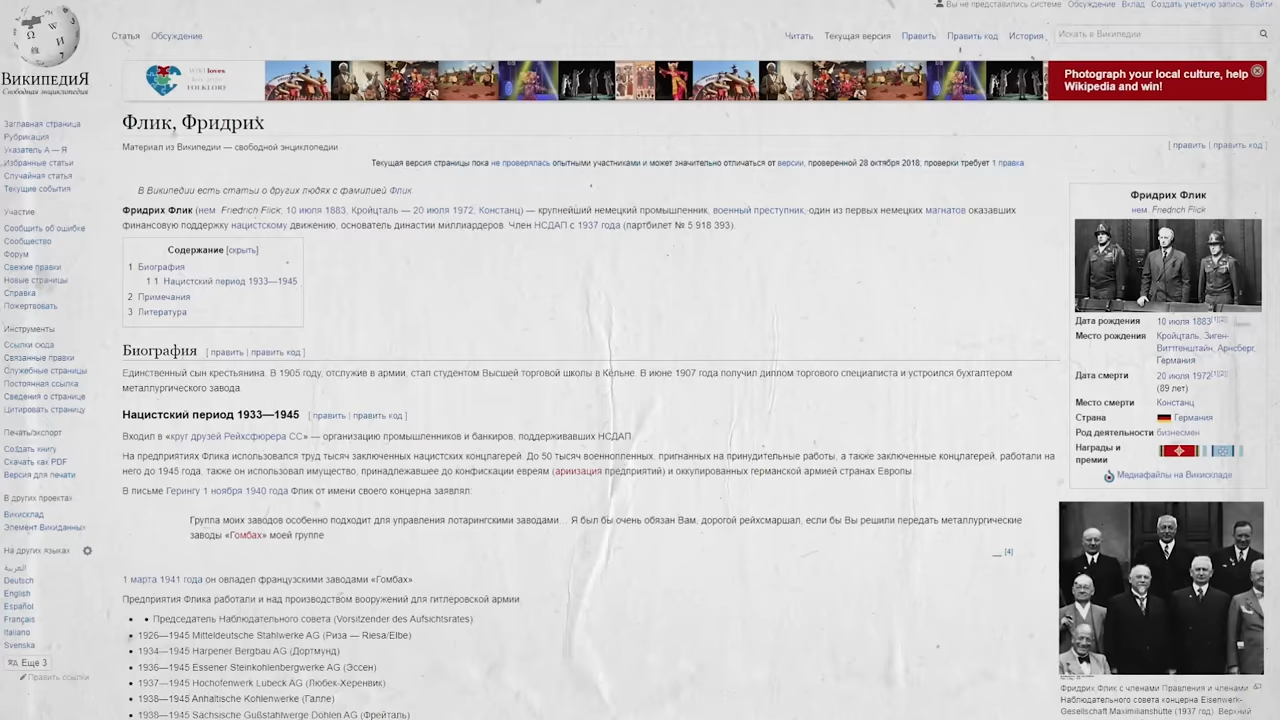 Вы не представились системе Обсуждение Вклад Создать учётную запись Войти
Статья Обсуждение
Читать Текущая версия Править Править код История Искать в Википедии
ВикипедиЯ
Свободная энциклопедия
WIKI loves
FOLKLORE
Photograph your local culture, help
Wikipedia and win!
Заглавная страница
Рубрикация
Указатель А — Я
Избранные статьи
Случайная статья
Текущие события
Участие
Сообщить об ошибке
Сообщество
Форум
Свежие правки
Новые страницы
Справка
Пожертвовать
Инструменты
Ссылки сюда
Связанные правки
Служебные страницы
Постоянная ссылка
Сведения о странице
Цитировать страницу
Печать/экспорт
Создать книгу
Скачать как PDF
Версия для печати
В других проектах
Викисклад
Элемент Викиданных
На других языках
العربية
Deutsch
English
Español
Français
Italiano
Svenska
Ещё 3
Править ссылки
Флик, Фридрих
Материал из Википедии — свободной энциклопедии
[ править | править код ]
Текущая версия страницы пока не проверялась опытными участниками и может значительно отличаться от версии, проверенной 28 октября 2018; проверки требует 1 правка
В Википедии есть статьи о других людях с фамилией Флик
Фридрих Флик (нем. Friedrich Flick; 10 июля 1883, Кройцталь — 20 июля 1972, Констанц) — крупнейший немецкий промышленник, военный преступник, один из первых немецких магнатов оказавших
финансовую поддержку нацистскому движению, основатель династии миллиардеров. Член НСДАП с 1937 года (партбилет № 5 918 393).
Содержание [скрыть]
1 Биография
1 1 Нацистский период 1933—1945
2 Примечания
3 Литература
Биография [ править | править код ]
Единственный сын крестьянина. В 1905 году, отслужив в армии, стал студентом Высшей торговой школы в Кёльне. В июне 1907 года получил диплом торгового специалиста и устроился бухгалтером
металлургического завода.
Нацистский период 1933—1945 [ править | править код ]
Входил в «круг друзей Рейхсфюрера СС» — организацию промышленников и банкиров, поддерживавших НСДАП
На предприятиях Флика использовался труд тысяч заключенных нацистских концлагерей. До 50 тысяч военнопленных, пригнанных на принудительные работы, а также заключенных концлагерей, работали на
него до 1945 года, также он использовал имущество, принадлежавшее до конфискации евреям (ариизация предприятий) и оккупированных германской армией странах Европы.
В письме Герингу 1 ноября 1940 года Флик от имени своего концерна заявлял:
Группа моих заводов особенно подходит для управления лотарингскими заводами… Я был бы очень обязан Вам, дорогой рейхсмаршал, если бы Вы решили передать металлургические
заводы «Гомбах» моей группе
— [4]
1 марта 1941 года он овладел французскими заводами «Гомбах»
Предприятия Флика работали и над производством вооружений для гитлеровской армии
Председатель Наблюдательного совета (Vorsitzender des Aufsichtsrates)
1926—1945 Mitteldeutsche Stahlwerke AG (Риза — Riesa/Elbe)
1934—1945 Harpener Bergbau AG (Дортмунд)
1936—1945 Essener Steinkohlenbergwerke AG (Эссен)
1937—1945 Hochofenwerk Lubeck AG (Любек-Херенвик)
1938—1945 Anhaltische Kohlenwerke (Галле)
1938—1945 Sächsische Gußstahlwerge Döhlen AG (Фрейталь)
Фридрих Флик
нем. Friedrich Flick
Дата рождения 10 июля 1883[1][2]
Место рождения Кройцталь, Зиген-
Виттгенштайн, Арнсберг,
Германия
Дата смерти 20 июля 1972[1][2]
(89 лет)
Место смерти Констанц
Страна Германия
Род деятельности бизнесмен
Награды и
премии
Медиафайлы на Викискладе
Фридрих Флик с членами Правления и членами
Наблюдательного совета концерна Eisenwerk-
Gesellschaft Maximilianshütte (1937 год). Верхний